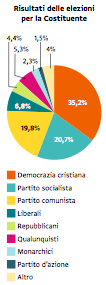 Risultati delle elezioni
per la Costituente
4,4%
1,5%
5,3%
4%
2,3%
6,8%
35,2%
19,8%
20,7%
Democrazia cristiana
Partito socialista
Partito comunista
Liberali
Repubblicani
Qualunquisti
Monarchici
Partito d'azione
Altro